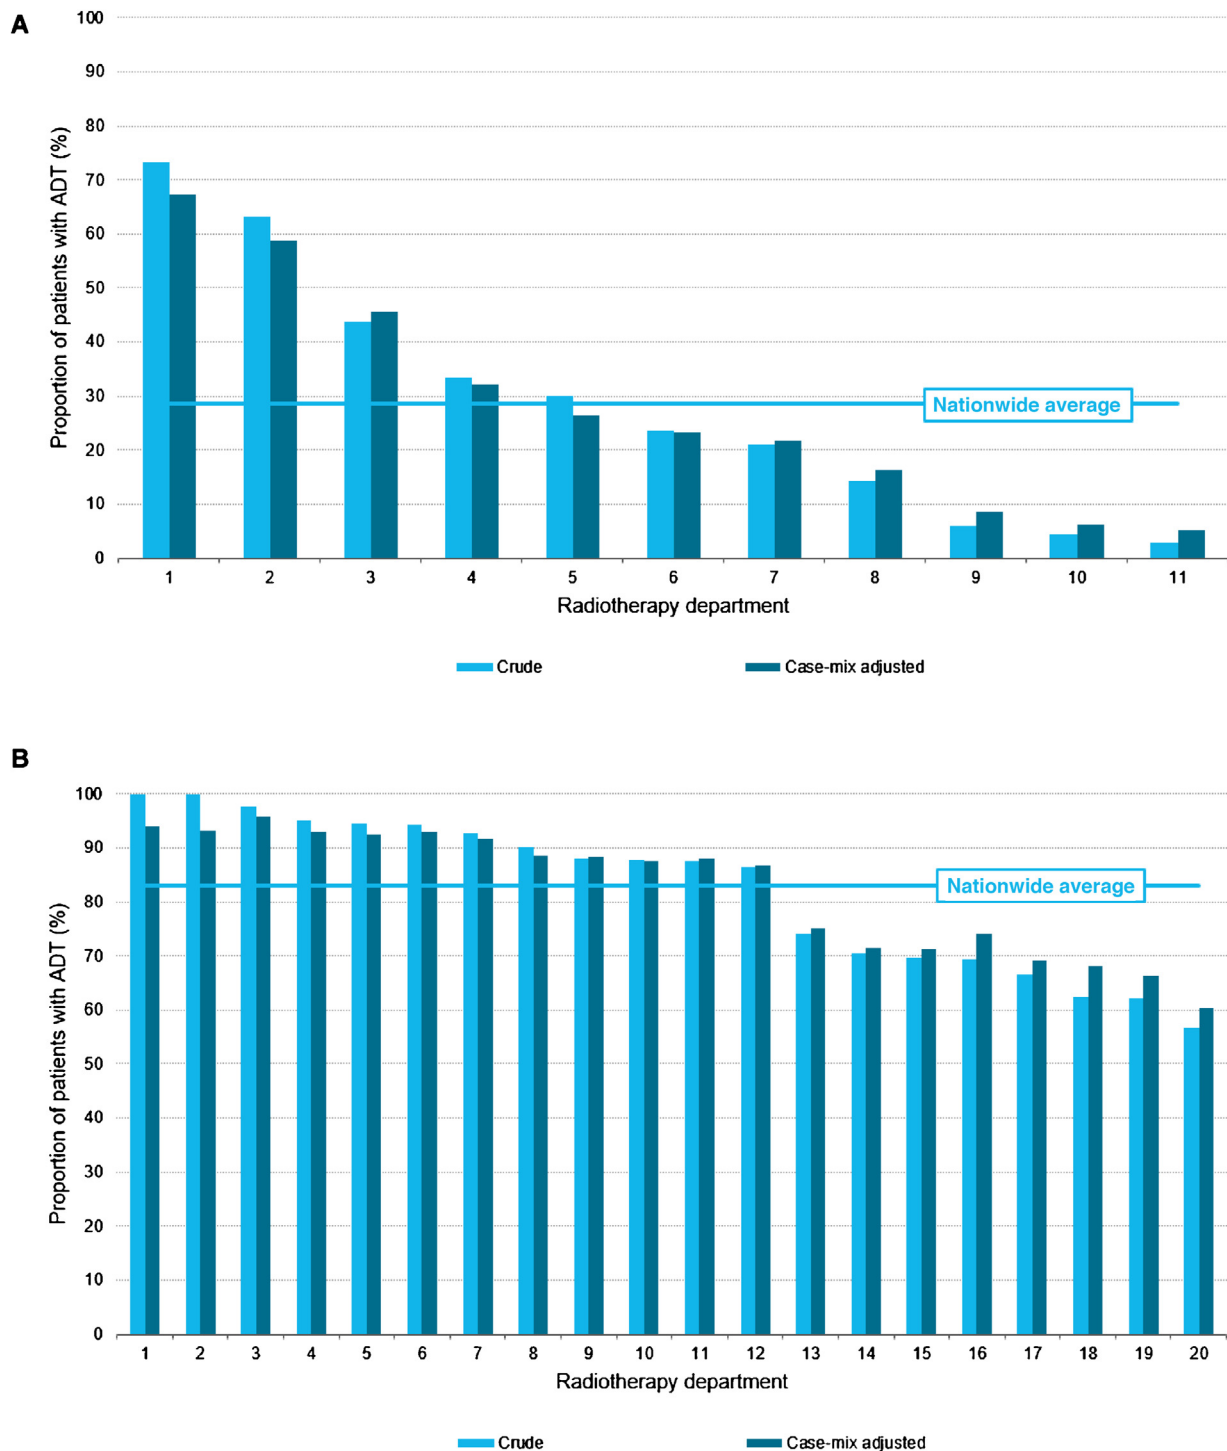 A
Proportion of patients with ADT (%)
100
90
80
70
60
50
40
30
20
10
0
Nationwide average
1 2 3 4 5 6 7 8 9 10 11
Radiotherapy department
Crude Case-mix adjusted
B
Proportion of patients with ADT (%)
100
90
80
70
60
50
40
30
20
10
0
Nationwide average
1 2 3 4 5 6 7 8 9 10 11 12 13 14 15 16 17 18 19 20
Radiotherapy department
Crude Case-mix adjusted